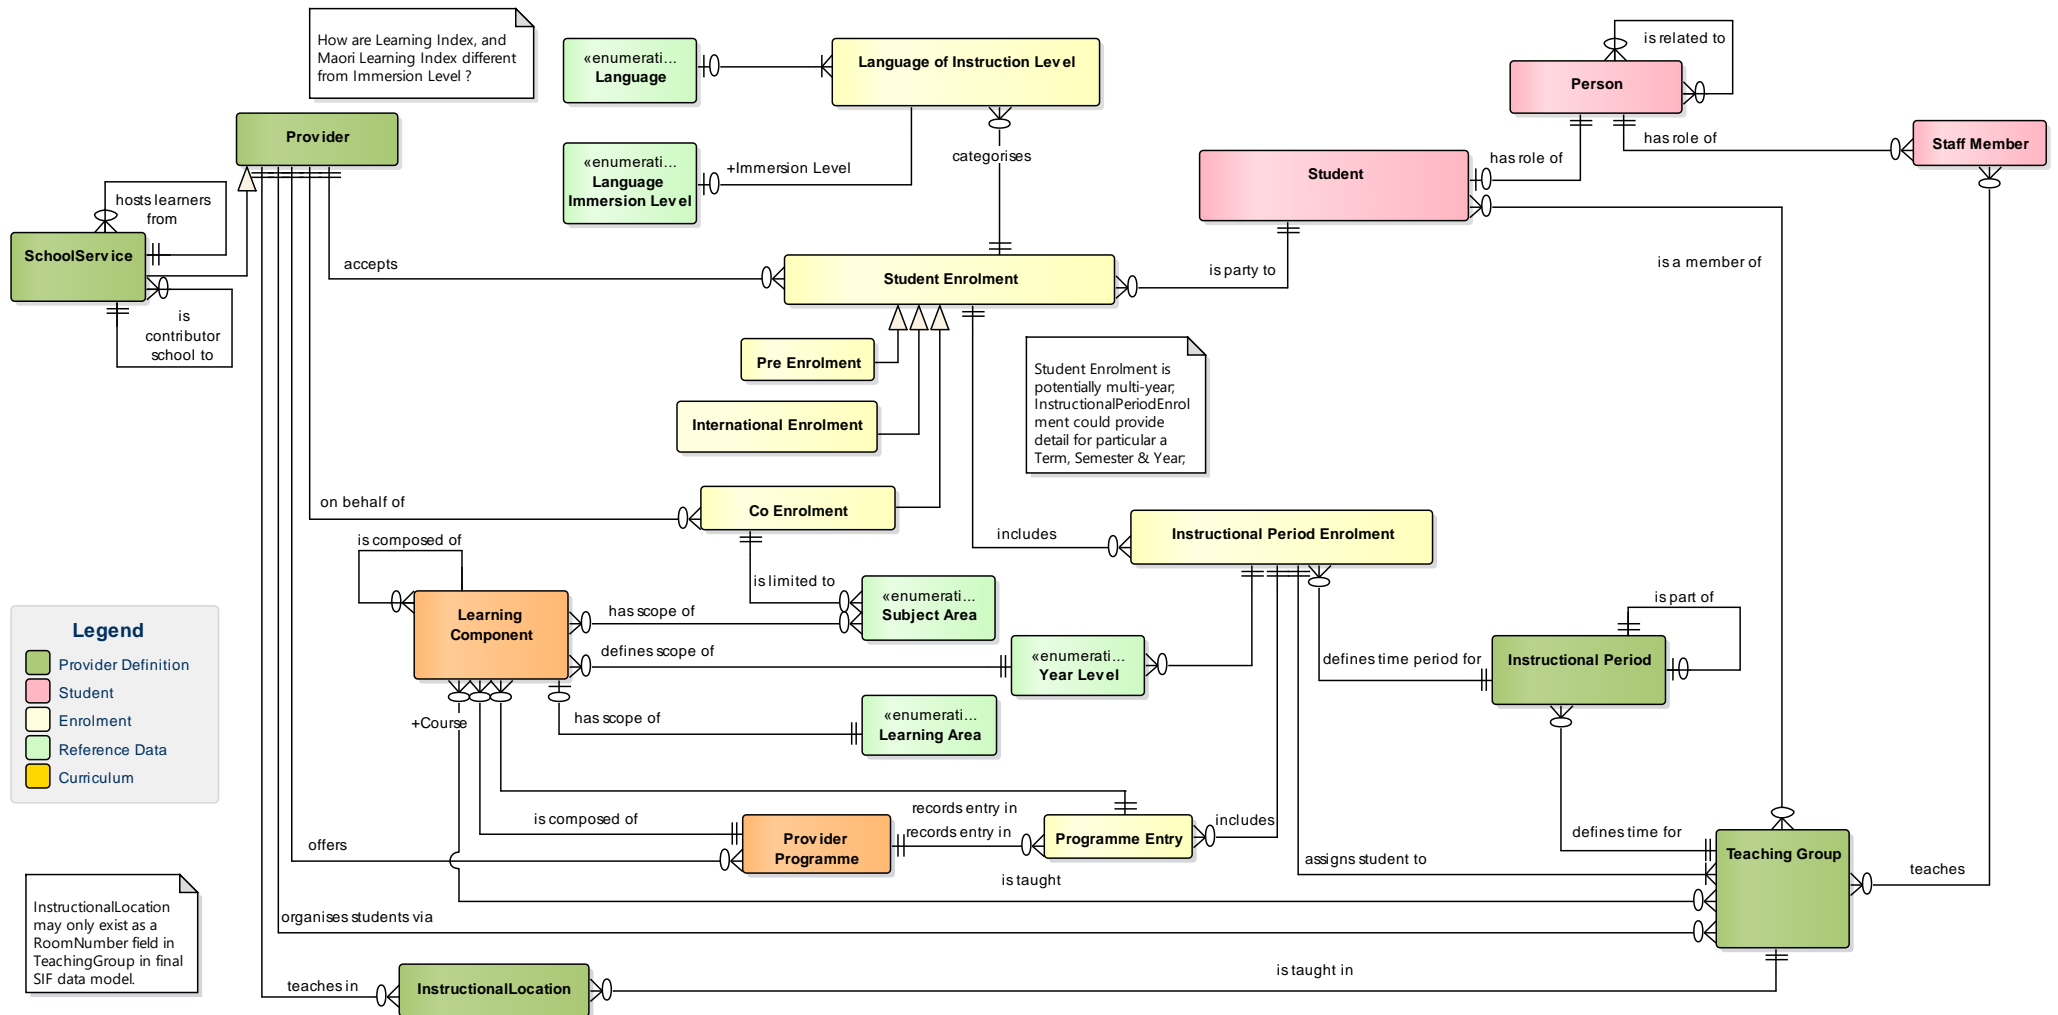 How are Learning Index, and
Maori Learning Index different
from Immersion Level ?
«enumerati...
Language
Language of Instruction Level
is related to
Person
Provider
«enumerati...
Language
Immersion Level
+Immersion Level
categorises
has role of
has role of
Staff Member
Student
hosts learners
from
SchoolService
is
contributor
school to
accepts
Student Enrolment
is party to
is a member of
Pre Enrolment
International Enrolment
Student Enrolment is
potentially multi-year;
InstructionalPeriodEnrol
ment could provide
detail for particular a
Term, Semester & Year;
on behalf of
Co Enrolment
includes
Instructional Period Enrolment
is composed of
is limited to
«enumerati...
Subject Area
Learning
Component
has scope of
defines scope of
«enumerati...
Year Level
is part of
defines time period for
Instructional Period
Legend
Provider Definition
Student
Enrolment
Reference Data
Curriculum
+Course
has scope of
«enumerati...
Learning Area
is composed of
records entry in
records entry in
Provider
Programme
Programme Entry
includes
offers
assigns student to
defines time for
Teaching Group
teaches
is taught
organises students via
InstructionalLocation
may only exist as a
RoomNumber field in
TeachingGroup in final
SIF data model.
teaches in
InstructionalLocation
is taught in